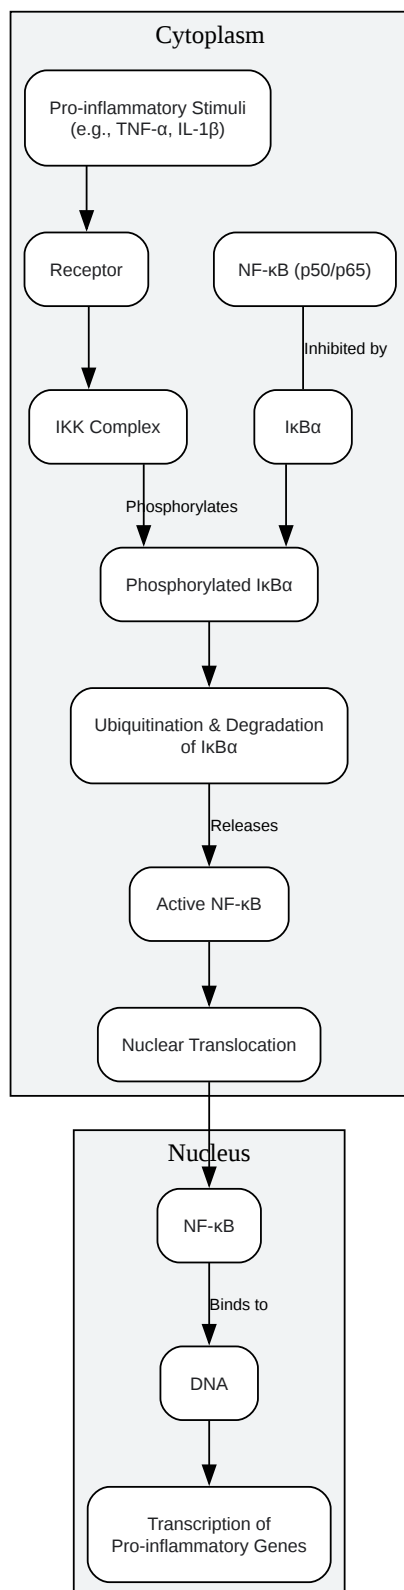 Cytoplasm
Pro-inflammatory Stimuli
(e.g., TNF-α, IL-1β)
Receptor
NF-κB (p50/p65)
Inhibited by
IKK Complex
IκBα
Phosphorylates
Phosphorylated IκBα
Ubiquitination & Degradation
of IκBα
Releases
Active NF-κB
Nuclear Translocation
Nucleus
NF-κB
Binds to
DNA
Transcription of
Pro-inflammatory Genes